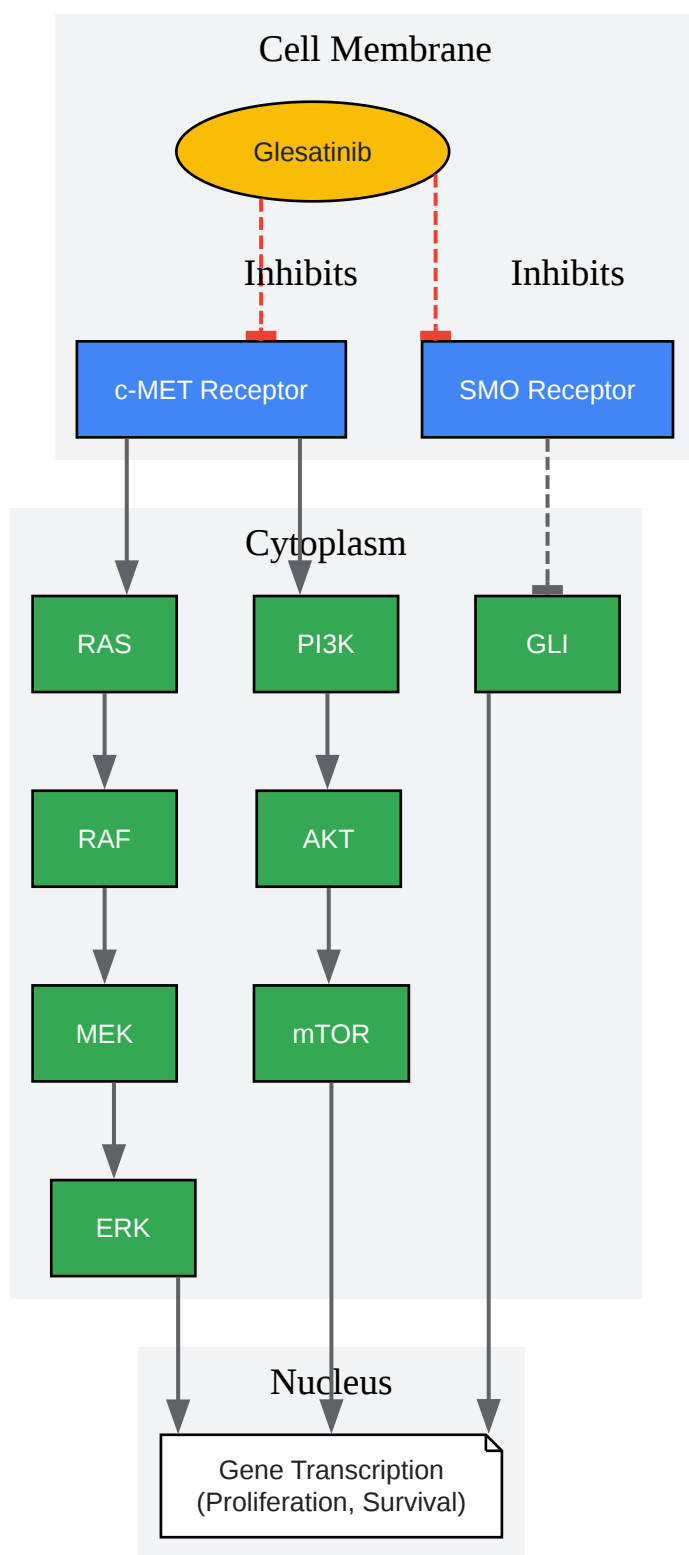 Cell Membrane
Glesatinib
Inhibits
Inhibits
c-MET Receptor
SMO Receptor
Cytoplasm
RAS
PI3K
GLI
RAF
AKT
MEK
mTOR
ERK
Nucleus
Gene Transcription
(Proliferation, Survival)